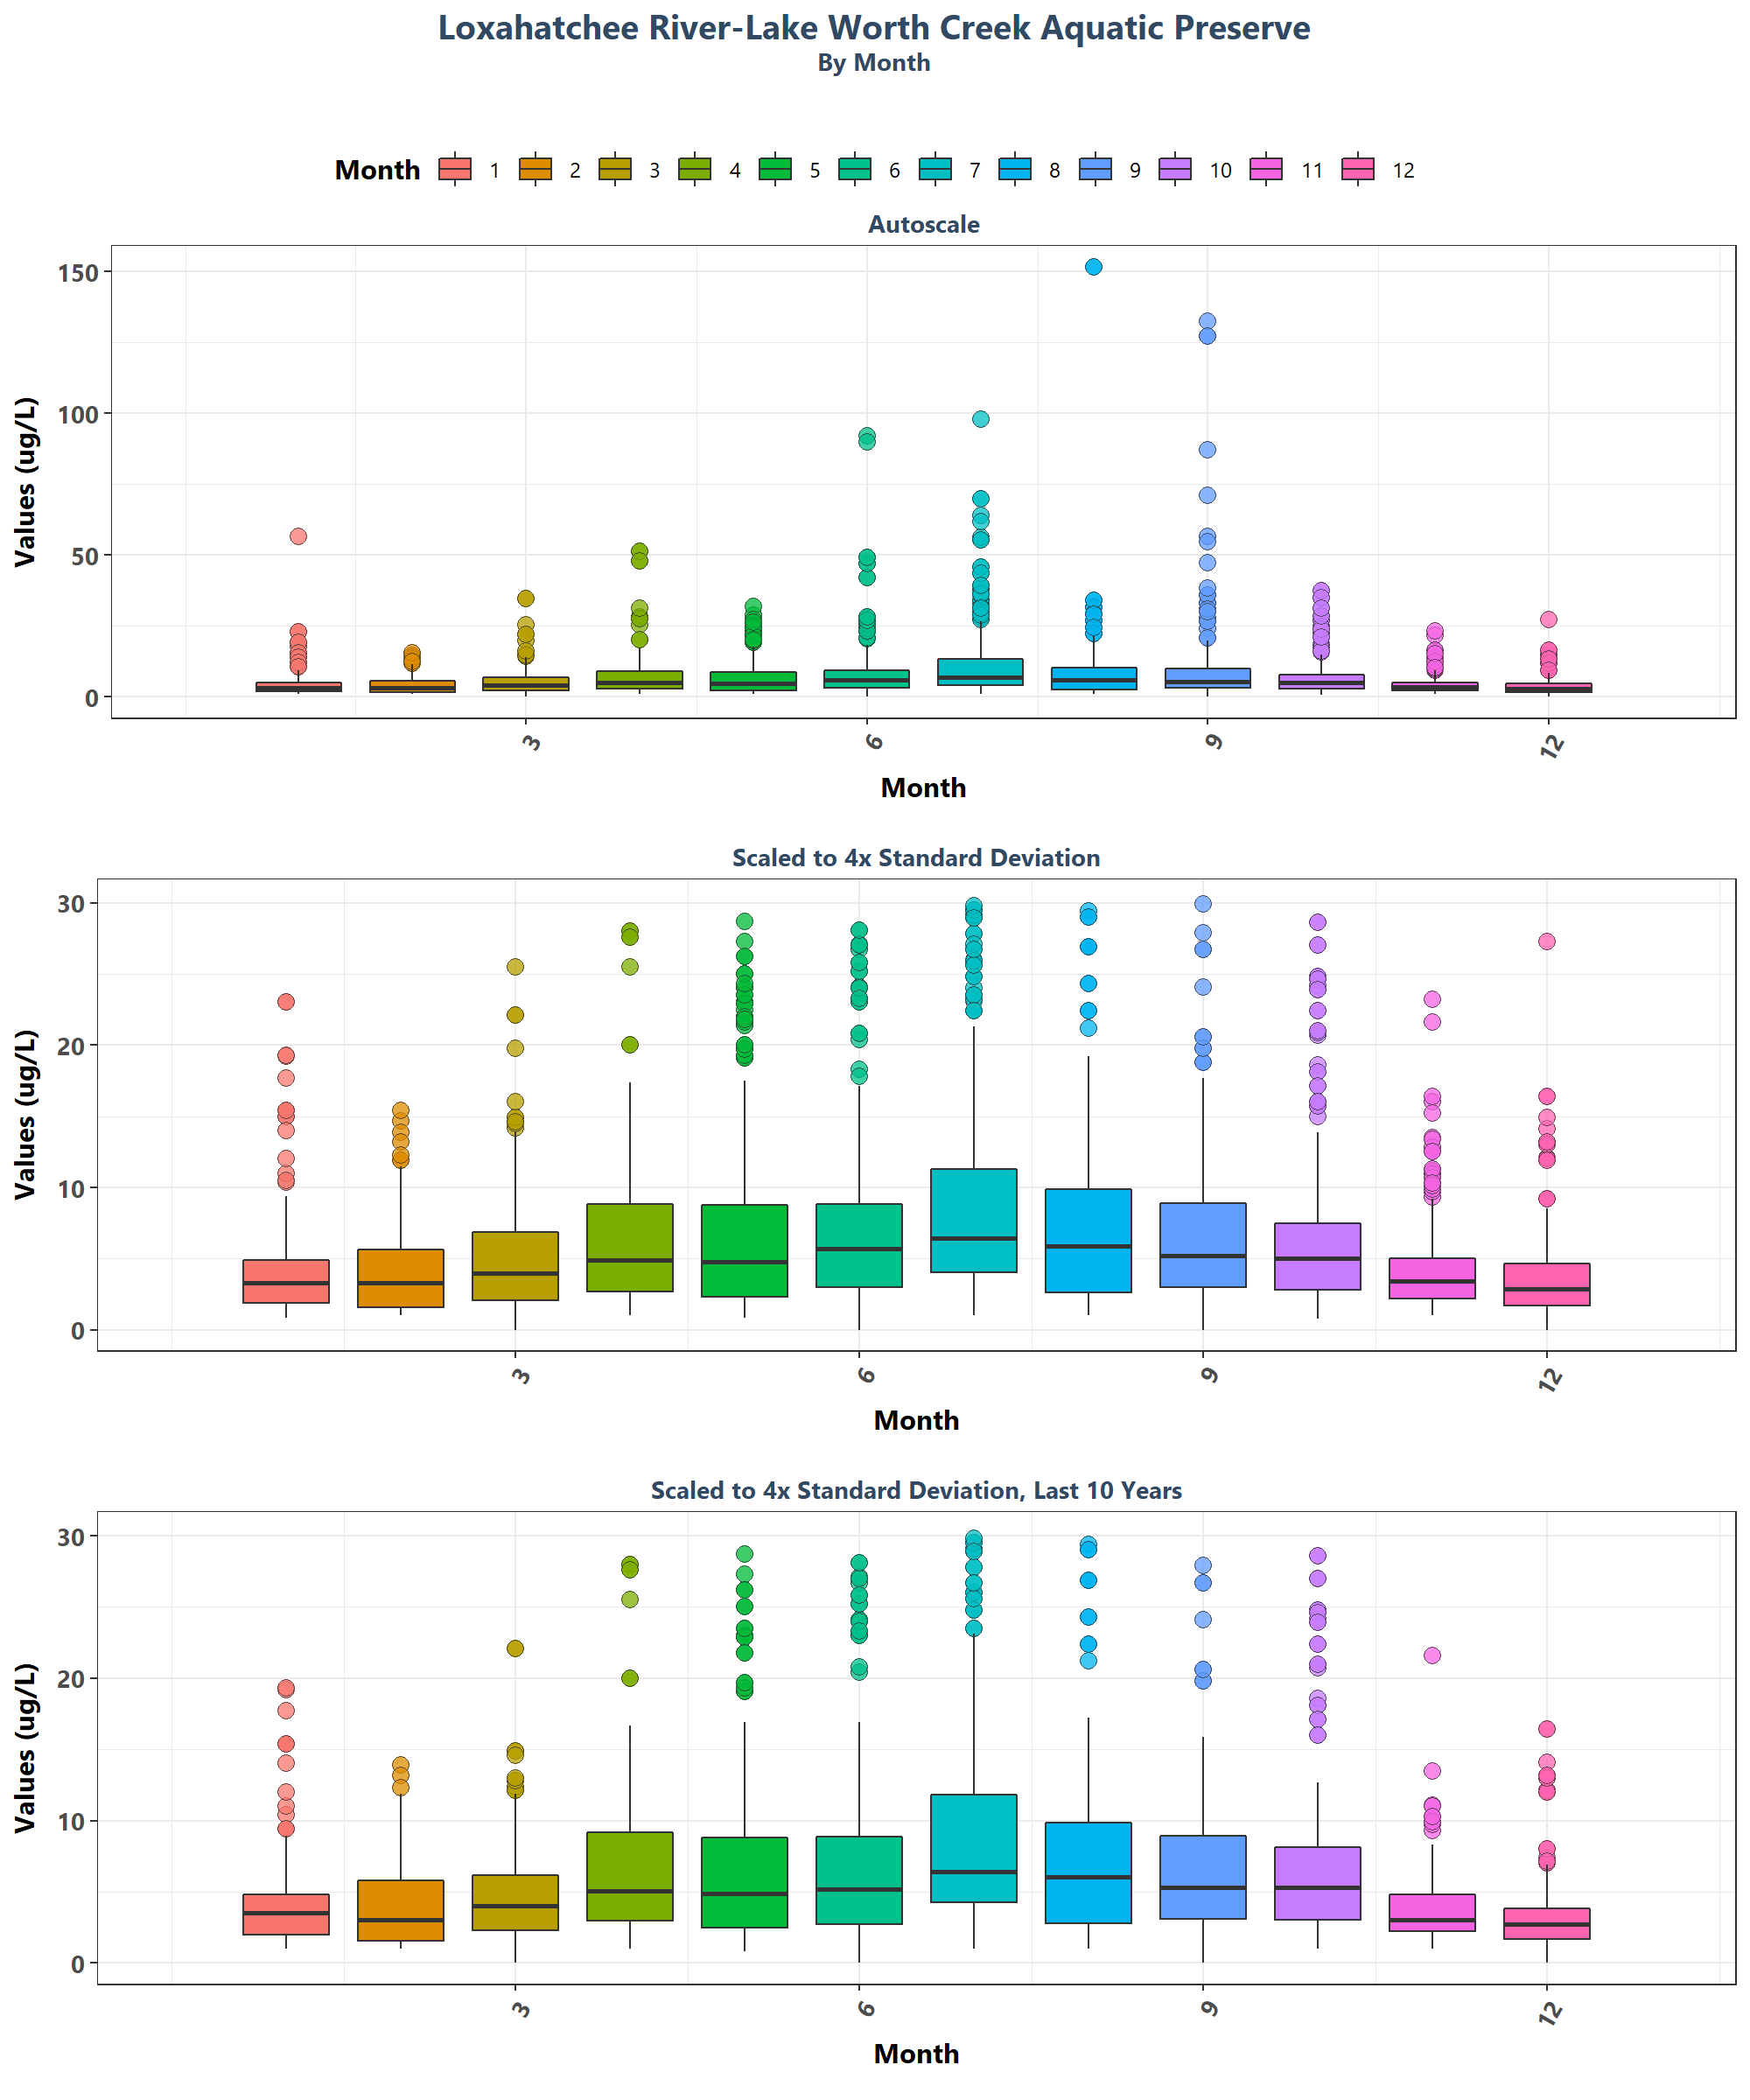 Loxahatchee River-Lake Worth Creek Aquatic Preserve
By Month
Month 1 2 3 4 5 6 7 8 9 10 11 12
Autoscale
150
100
50
0
Values (ug/L)
3 6 9 12
Month
Scaled to 4x Standard Deviation
30
20
10
0
Values (ug/L)
3 6 9 12
Month
Scaled to 4x Standard Deviation, Last 10 Years
30
20
10
0
Values (ug/L)
3 6 9 12
Month